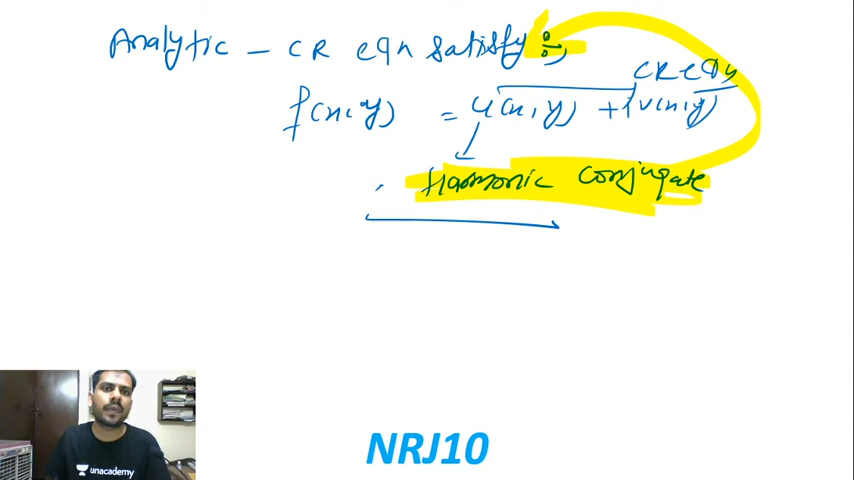 Analytic - CR eqn satisfy :-,
CR eqn
f(x,y) = u(x,y) + iv(x,y)
Harmonic Conjugate
unacademy
NRJ10